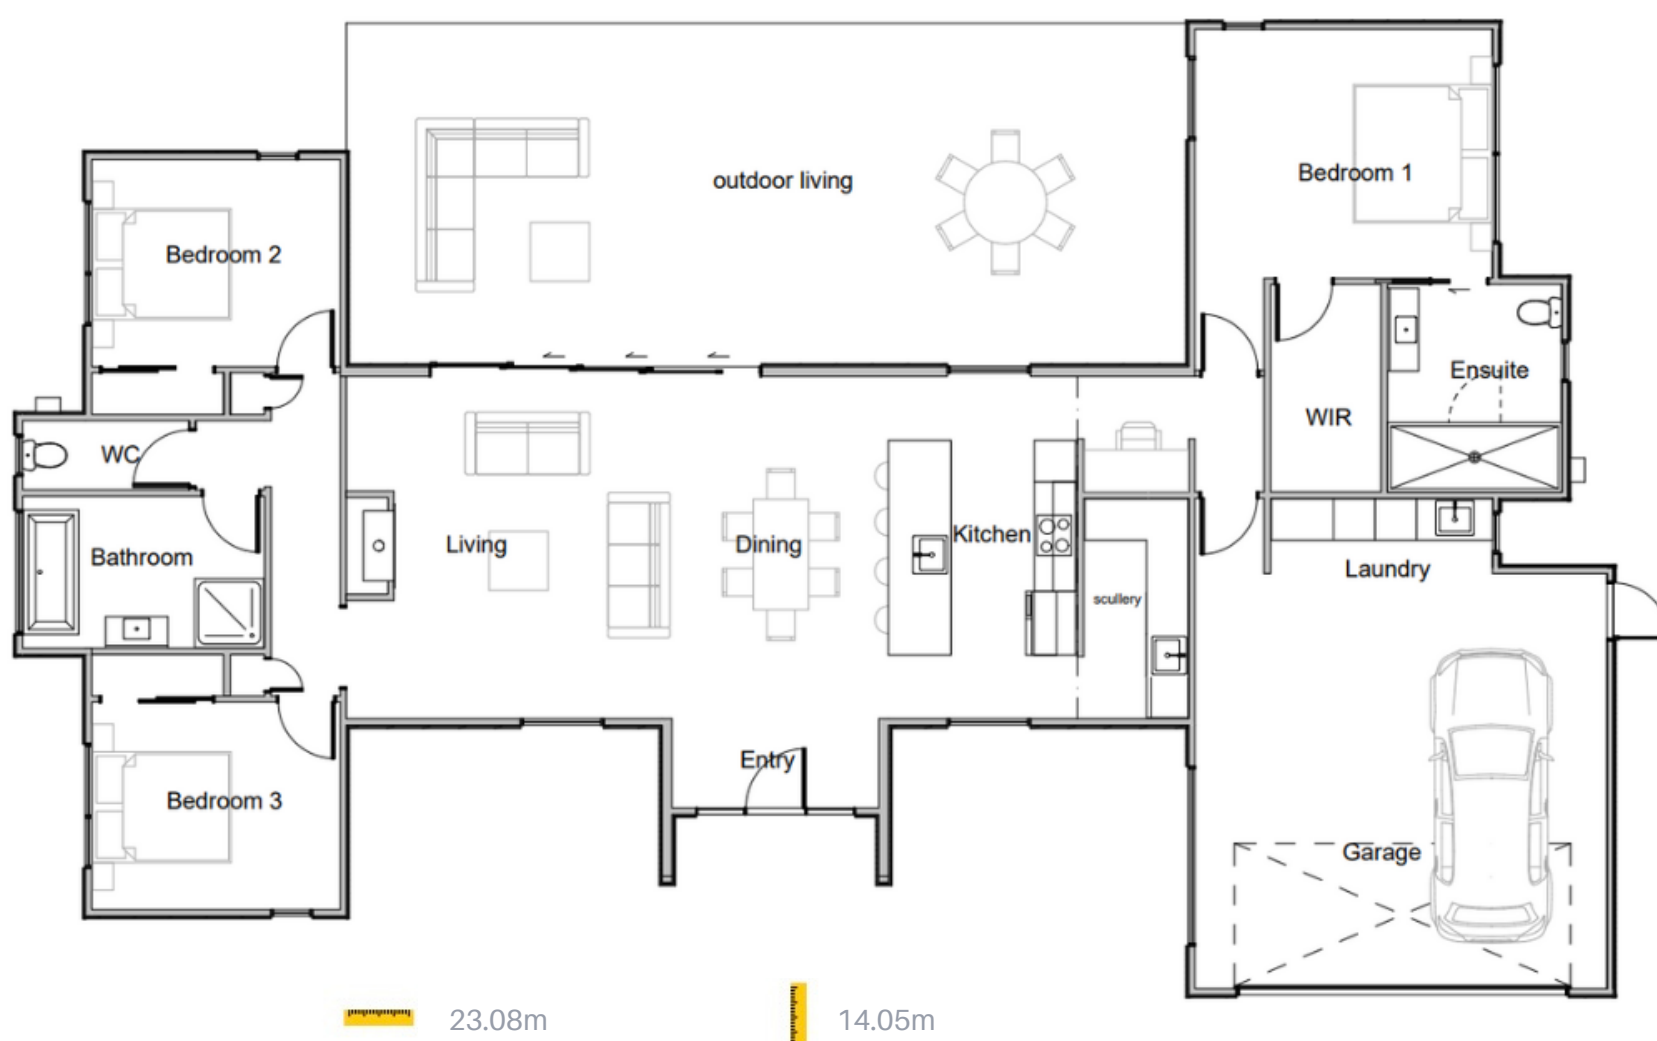 outdoor living
Bedroom 1
Bedroom 2
Ensuite
WIR
WC
Living
Dining
Kitchen
Bathroom
Laundry
scullery
Entry
Bedroom 3
Garage
23.08m
14.05m